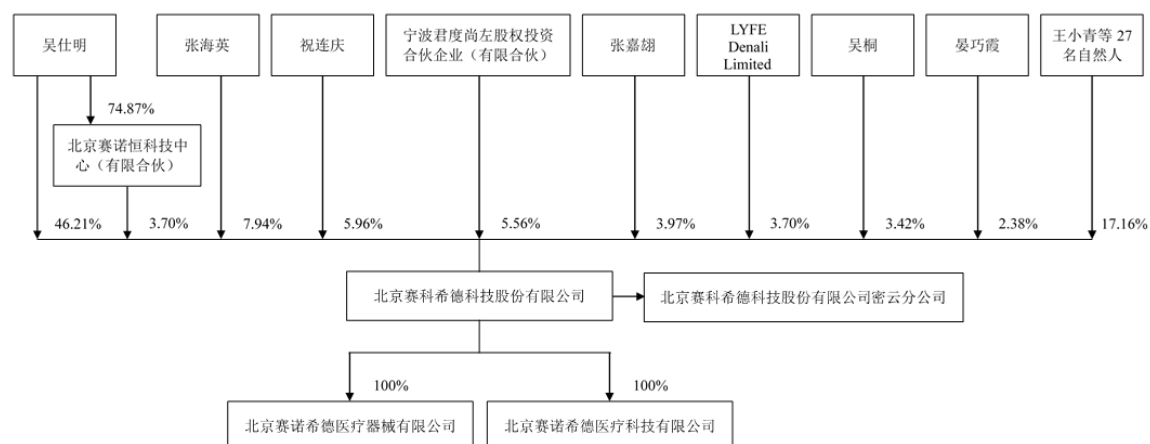 吴仕明
张海英
祝连庆
宁波君度尚左股权投资
合伙企业（有限合伙）
张嘉翃
LYFE
Denali
Limited
吴桐
晏巧霞
王小青等 27
名自然人
74.87%
北京赛诺恒科技中
心（有限合伙）
46.21%
3.70%
7.94%
5.96%
5.56%
3.97%
3.70%
3.42%
2.38%
17.16%
北京赛科希德科技股份有限公司
北京赛科希德科技股份有限公司密云分公司
100%
100%
北京赛诺希德医疗器械有限公司
北京赛诺希德医疗科技有限公司